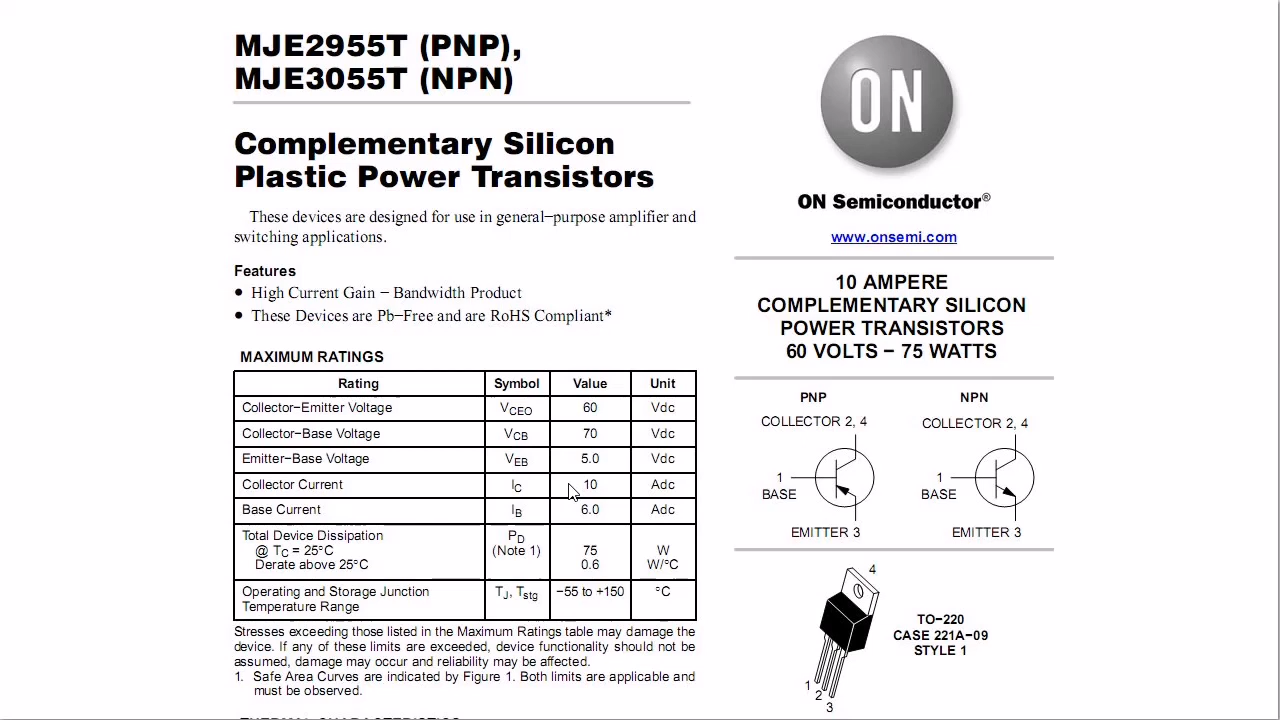 MJE2955T (PNP),
MJE3055T (NPN)
Complementary Silicon
Plastic Power Transistors
These devices are designed for use in general−purpose amplifier and
switching applications.
Features
• High Current Gain − Bandwidth Product
• These Devices are Pb−Free and are RoHS Compliant*
MAXIMUM RATINGS
Rating Symbol Value Unit
Collector−Emitter Voltage VCEO 60 Vdc
Collector−Base Voltage VCB 70 Vdc
Emitter−Base Voltage VEB 5.0 Vdc
Collector Current IC 10 Adc
Base Current IB 6.0 Adc
Total Device Dissipation PD
@ TC = 25°C (Note 1) 75 W
Derate above 25°C 0.6 W/°C
Operating and Storage Junction TJ, Tstg −55 to +150 °C
Temperature Range
Stresses exceeding those listed in the Maximum Ratings table may damage the
device. If any of these limits are exceeded, device functionality should not be
assumed, damage may occur and reliability may be affected.
1. Safe Area Curves are indicated by Figure 1. Both limits are applicable and
must be observed.
THERMAL CHARACTERISTICS
ON
ON Semiconductor®
www.onsemi.com
10 AMPERE
COMPLEMENTARY SILICON
POWER TRANSISTORS
60 VOLTS − 75 WATTS
PNP NPN
COLLECTOR 2, 4 COLLECTOR 2, 4
1 1
BASE BASE
EMITTER 3 EMITTER 3
4
TO−220
CASE 221A−09
STYLE 1
1
2
3